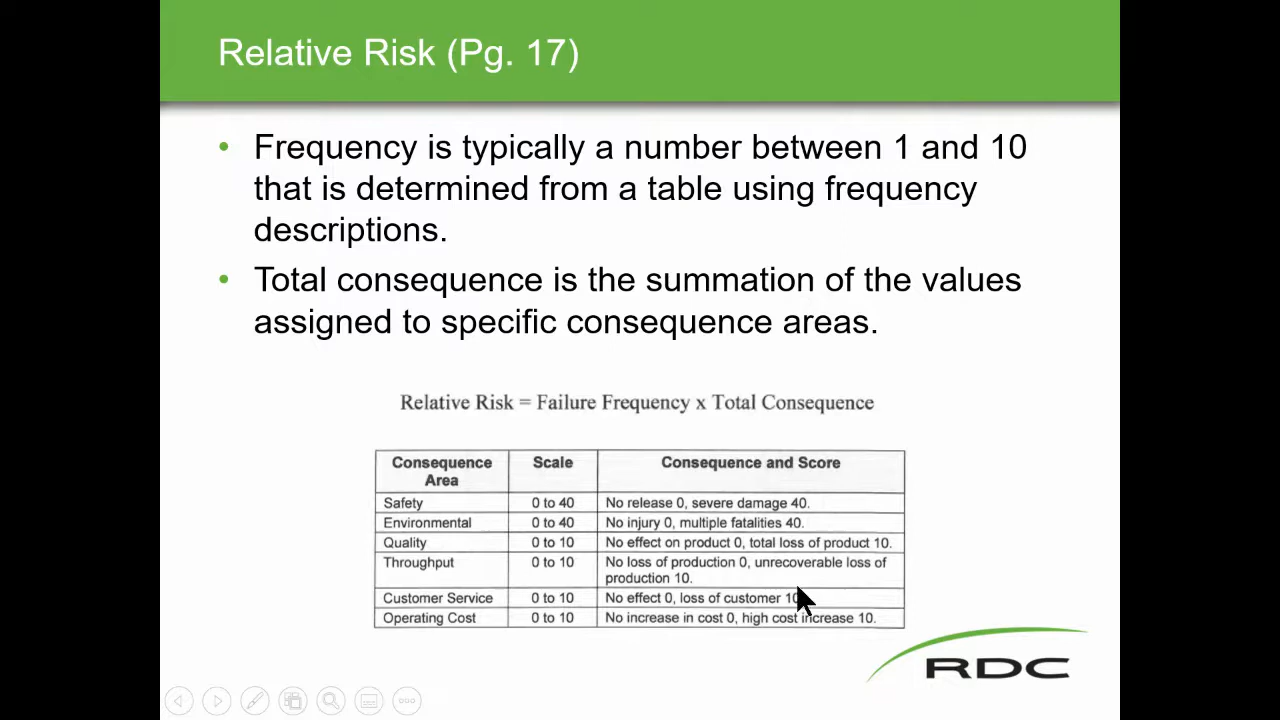 Relative Risk (Pg. 17)
• Frequency is typically a number between 1 and 10
that is determined from a table using frequency
descriptions.
• Total consequence is the summation of the values
assigned to specific consequence areas.
Relative Risk = Failure Frequency x Total Consequence
Consequence Area Scale Consequence and Score
Safety 0 to 40 No release 0, severe damage 40.
Environmental 0 to 40 No injury 0, multiple fatalities 40.
Quality 0 to 10 No effect on product 0, total loss of product 10.
Throughput 0 to 10 No loss of production 0, unrecoverable loss of
production 10.
Customer Service 0 to 10 No effect 0, loss of customer 10
Operating Cost 0 to 10 No increase in cost 0, high cost increase 10.
RDC